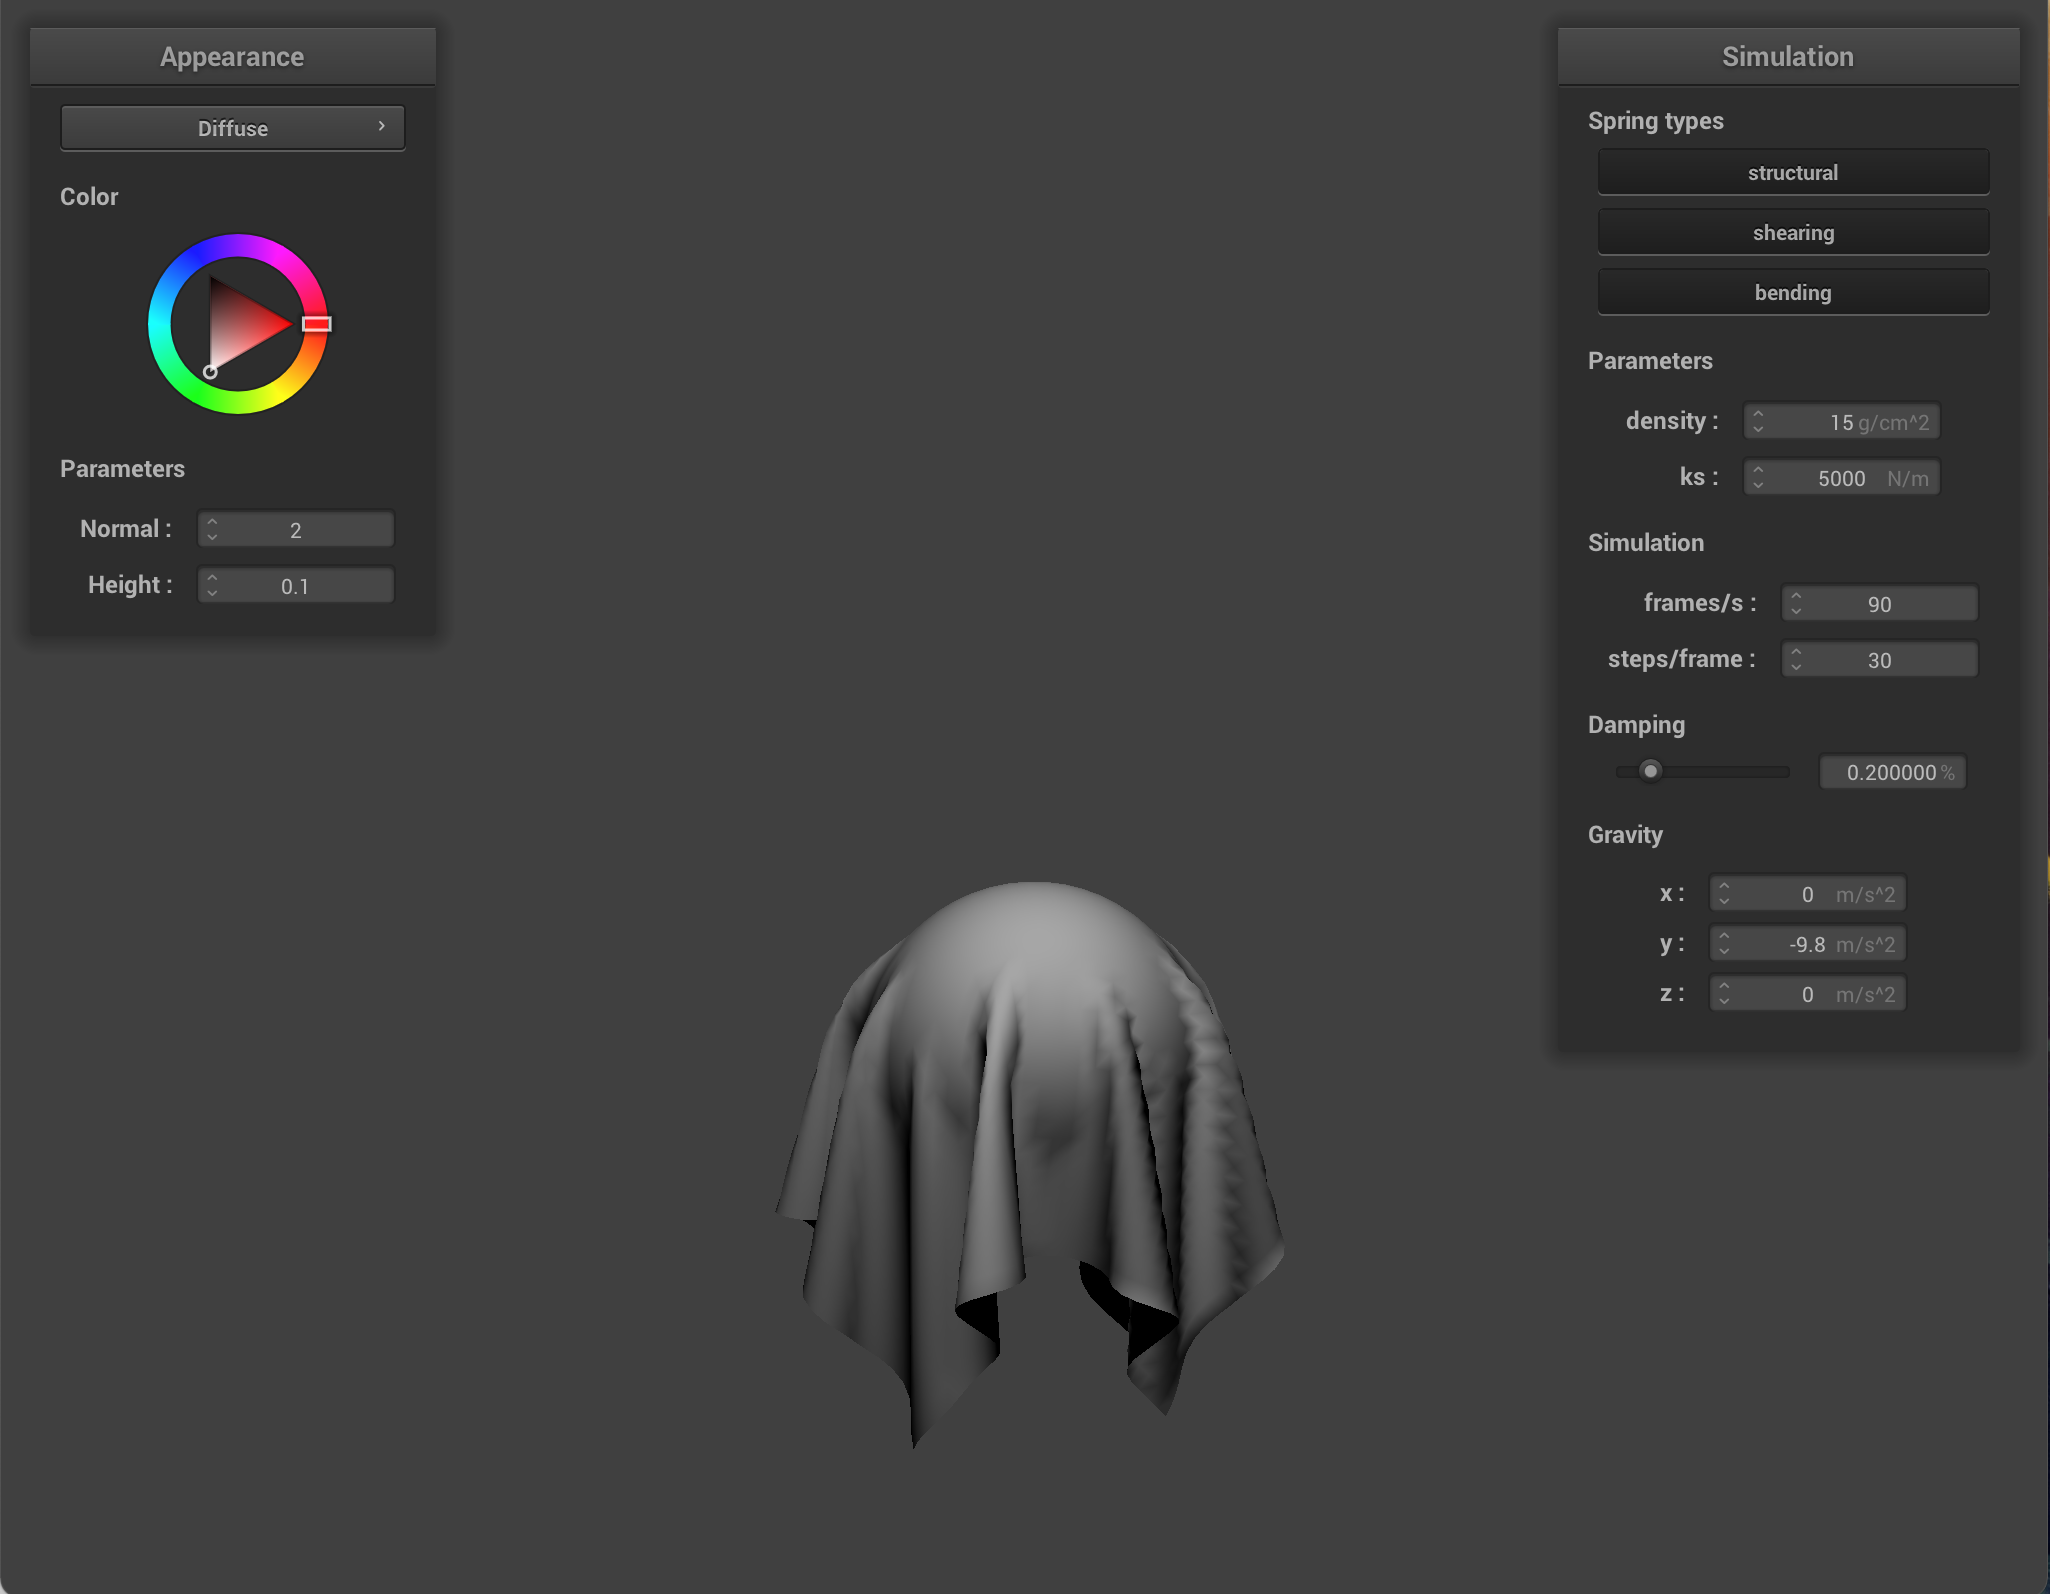 Appearance
Diffuse
Color
Parameters
Normal : 2
Height : 0.1
Simulation
Spring types
structural
shearing
bending
Parameters
density : 15 g/cm^2
ks : 5000 N/m
Simulation
frames/s : 90
steps/frame : 30
Damping
0.200000 %
Gravity
x : 0 m/s^2
y : -9.8 m/s^2
z : 0 m/s^2